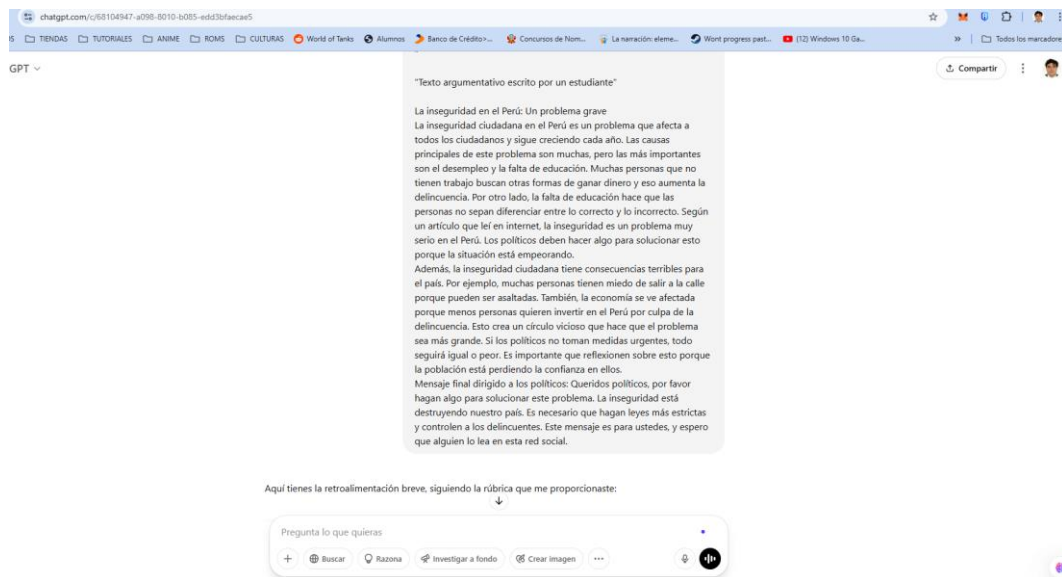 chatgpt.com/c/68104947-a098-8010-b085-edd3bfaecae5
TIENDAS TUTORIALES ANIME ROMS CULTURAS World of Tanks Alumnos Banco de Crédito>... Concursos de Nom... La narración: eleme... Wont progress past... (12) Windows 10 Ga... » Todos los marcadore
GPT
Compartir
"Texto argumentativo escrito por un estudiante"
La inseguridad en el Perú: Un problema grave
La inseguridad ciudadana en el Perú es un problema que afecta a
todos los ciudadanos y sigue creciendo cada año. Las causas
principales de este problema son muchas, pero las más importantes
son el desempleo y la falta de educación. Muchas personas que no
tienen trabajo buscan otras formas de ganar dinero y eso aumenta la
delincuencia. Por otro lado, la falta de educación hace que las
personas no sepan diferenciar entre lo correcto y lo incorrecto. Según
un artículo que leí en internet, la inseguridad es un problema muy
serio en el Perú. Los políticos deben hacer algo para solucionar esto
porque la situación está empeorando.
Además, la inseguridad ciudadana tiene consecuencias terribles para
el país. Por ejemplo, muchas personas tienen miedo de salir a la calle
porque pueden ser asaltadas. También, la economía se ve afectada
porque menos personas quieren invertir en el Perú por culpa de la
delincuencia. Esto crea un círculo vicioso que hace que el problema
sea más grande. Si los políticos no toman medidas urgentes, todo
seguirá igual o peor. Es importante que reflexionen sobre esto porque
la población está perdiendo la confianza en ellos.
Mensaje final dirigido a los políticos: Queridos políticos, por favor
hagan algo para solucionar este problema. La inseguridad está
destruyendo nuestro país. Es necesario que hagan leyes más estrictas
y controlen a los delincuentes. Este mensaje es para ustedes, y espero
que alguien lo lea en esta red social.
Aquí tienes la retroalimentación breve, siguiendo la rúbrica que me proporcionaste:
Pregunta lo que quieras
Buscar Razona Investigar a fondo Crear imagen